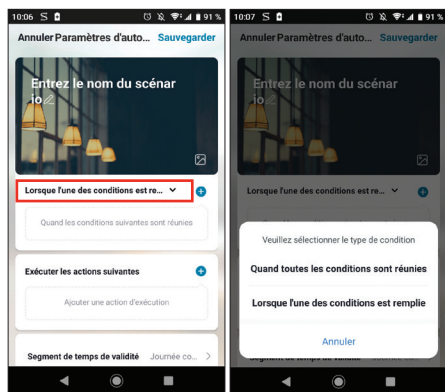 10:06 S 91 %
Annuler Paramètres d'auto... Sauvegarder
Entrez le nom du scénar
io
Lorsque l'une des conditions est re...
Quand les conditions suivantes sont réunies
Exécuter les actions suivantes
Ajouter une action d'exécution
Segment de temps de validité Journée co...
10:07 S 91 %
Annuler Paramètres d'auto... Sauvegarder
Entrez le nom du scénar
io
Lorsque l'une des conditions est re...
Veuillez sélectionner le type de condition
Quand toutes les conditions sont réunies
Lorsque l'une des conditions est remplie
Annuler